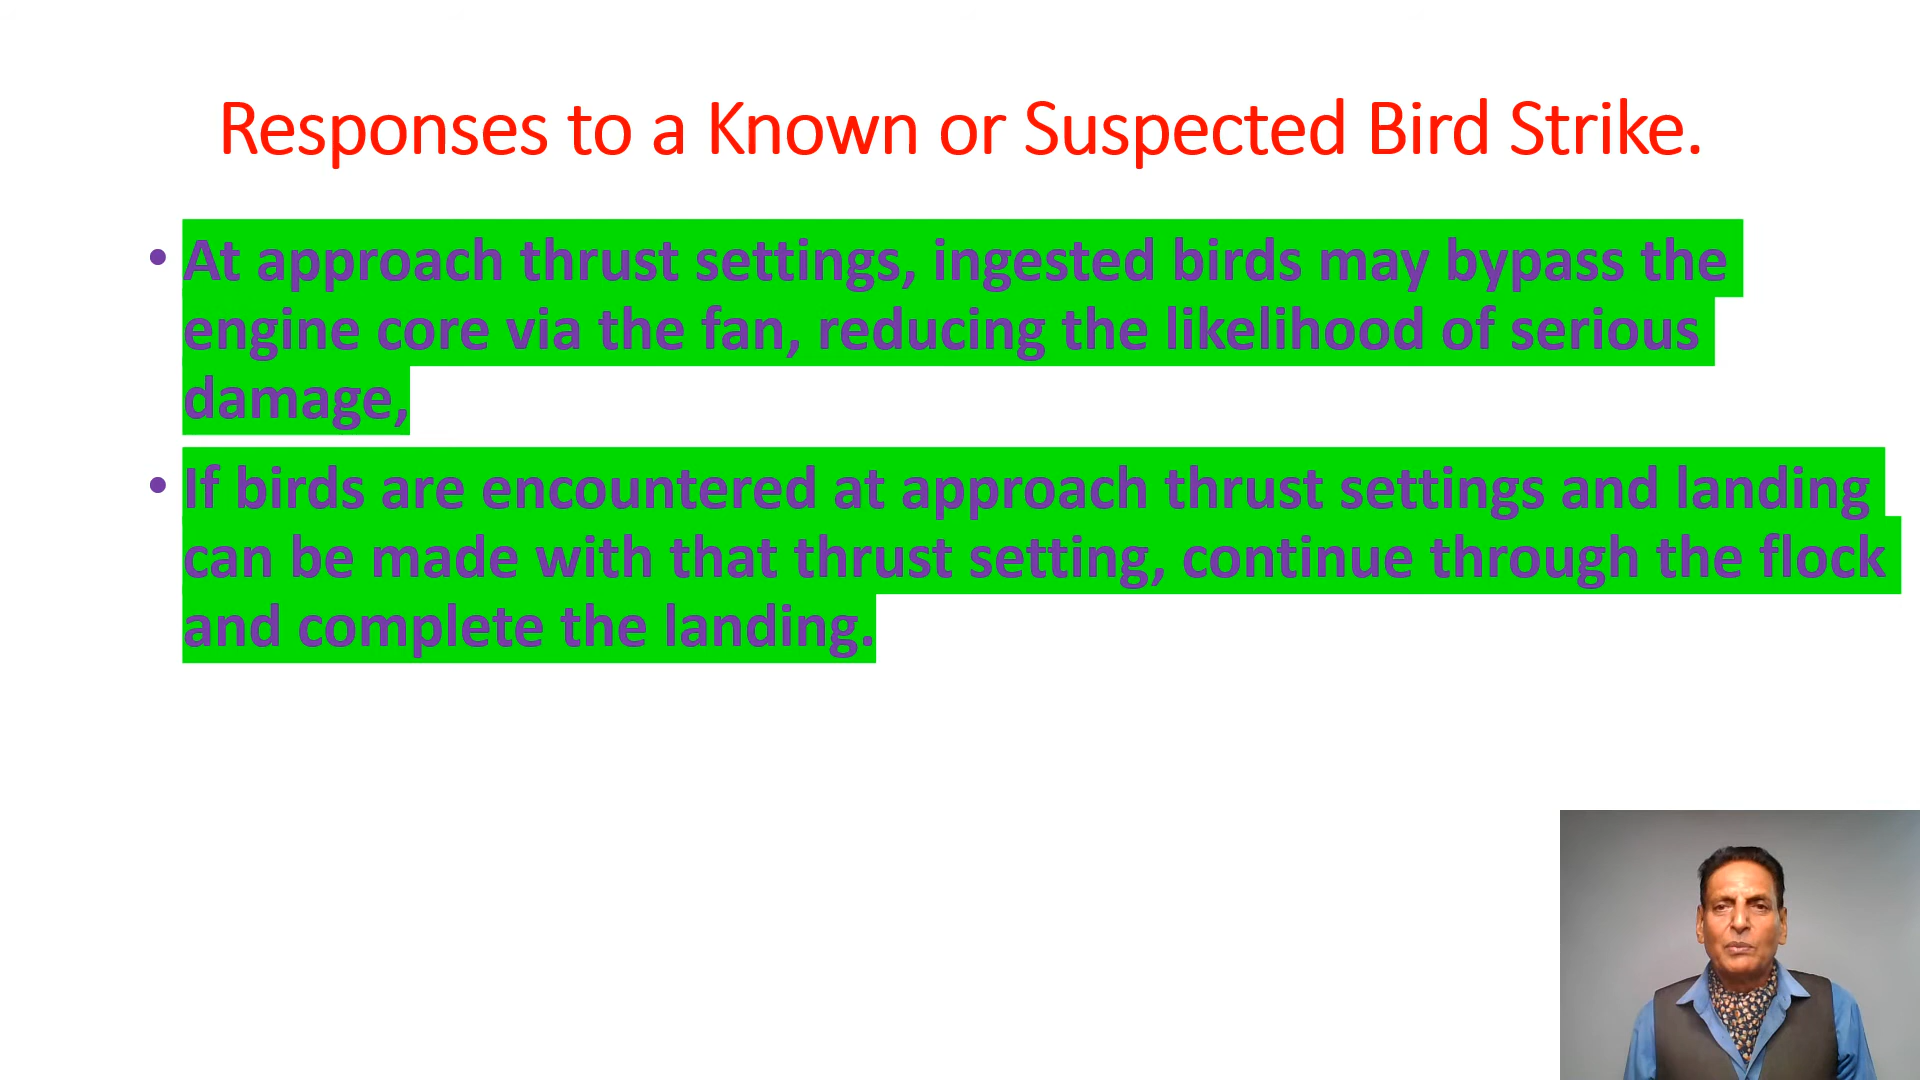 Responses to a Known or Suspected Bird Strike.
• At approach thrust settings, ingested birds may bypass the
engine core via the fan, reducing the likelihood of serious
damage,
• If birds are encountered at approach thrust settings and landing
can be made with that thrust setting, continue through the flock
and complete the landing.